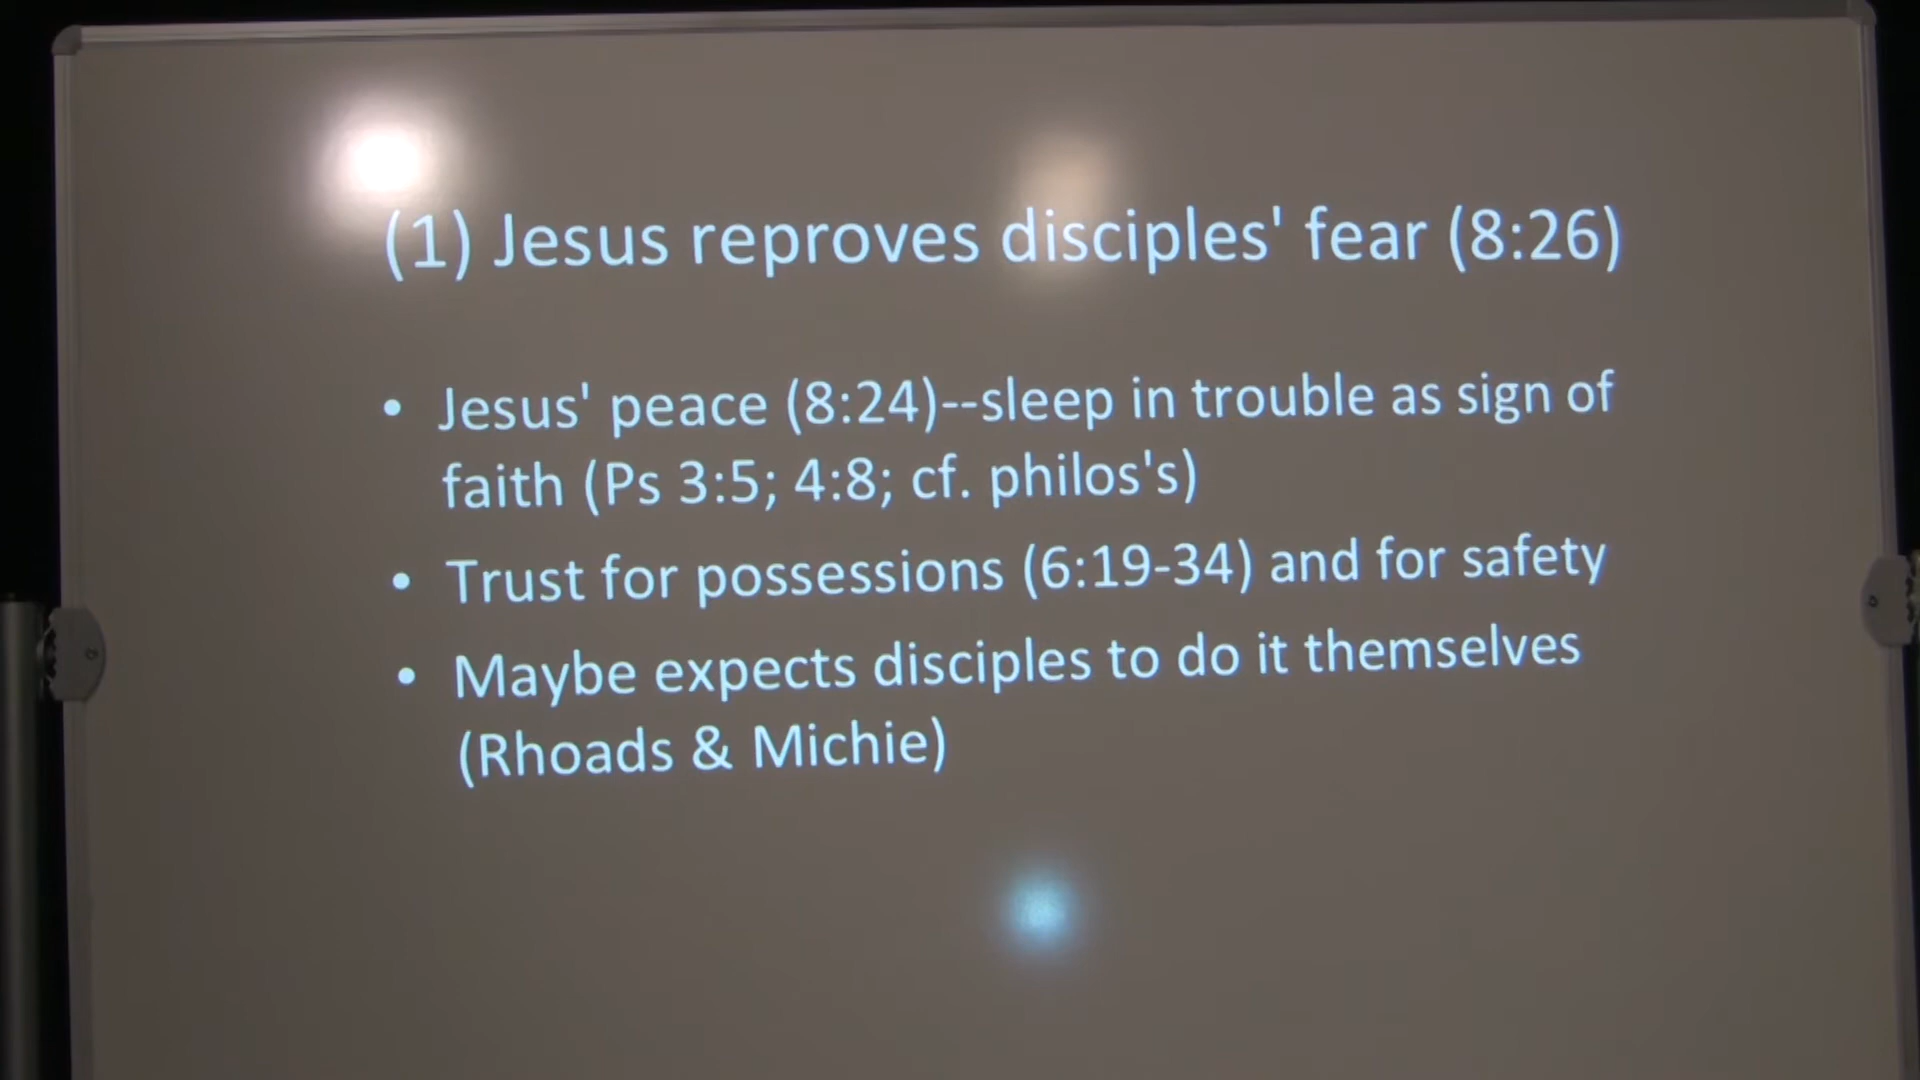 (1) Jesus reproves disciples' fear (8:26)
• Jesus' peace (8:24)--sleep in trouble as sign of
faith (Ps 3:5; 4:8; cf. philos's)
• Trust for possessions (6:19-34) and for safety
• Maybe expects disciples to do it themselves
(Rhoads & Michie)